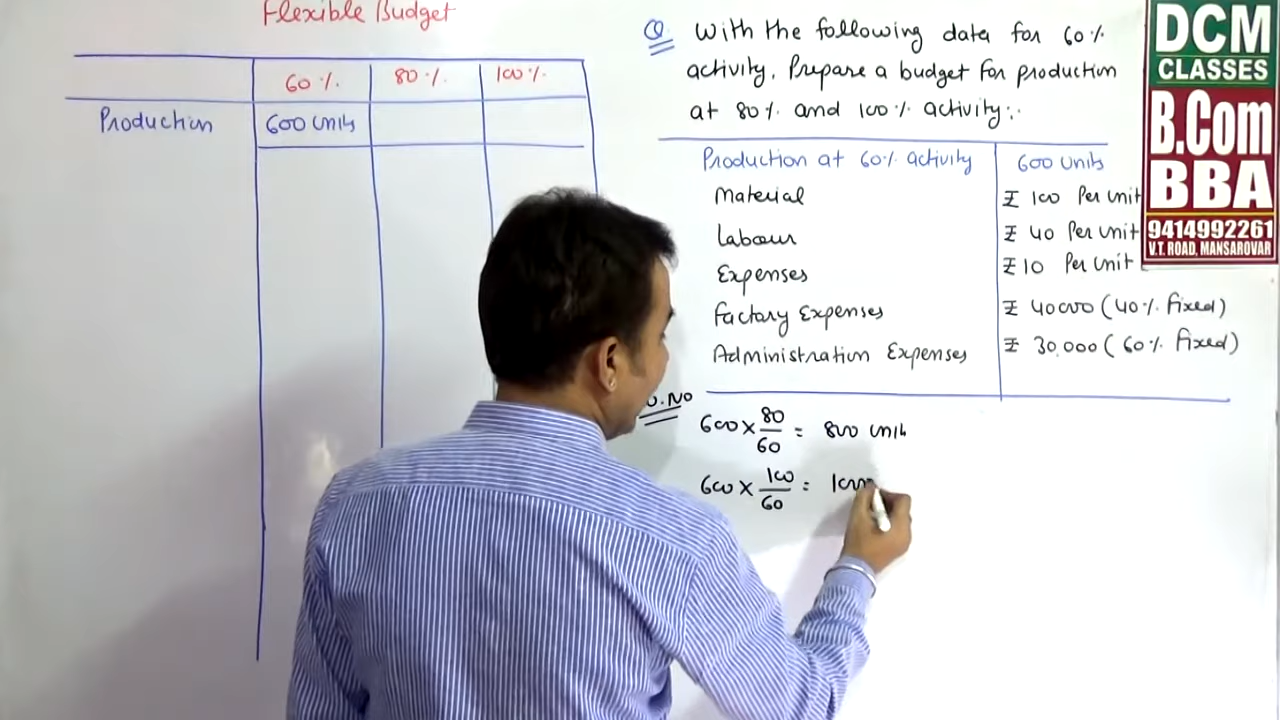 Flexible Budget
60% 80% 100%
Production 600 units
Q. With the following data for 60%
activity, Prepare a budget for production
at 80% and 100% activity:.
Production at 60% activity 600 units
Material ₹ 100 Per unit
Labour ₹ 40 Per unit
Expenses ₹ 10 Per unit
Factory Expenses ₹ 40000 (40% fixed)
Administration Expenses ₹ 30,000 (60% fixed)
.No
600 × 80/60 = 800 units
600 × 100/60 = 1000
DCM
CLASSES
B.Com
BBA
9414992261
V.T. ROAD, MANSAROVAR